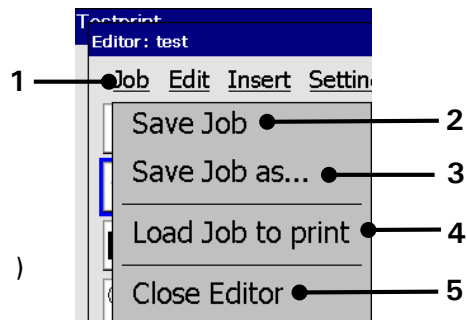 Testprint
Editor: test
1 Job Edit Insert Settin
Save Job 2
Save Job as... 3
Load Job to print 4
)
Close Editor 5